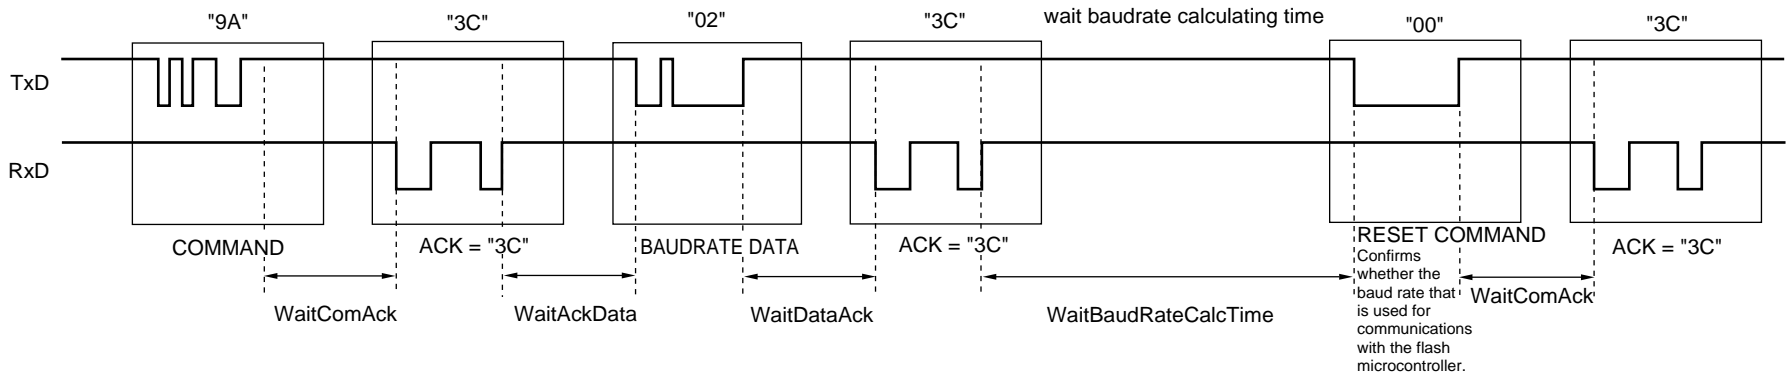 "9A"
"3C"
"02"
"3C"
wait baudrate calculating time
"00"
"3C"
TxD
RxD
COMMAND
ACK = "3C"
BAUDRATE DATA
ACK = "3C"
RESET COMMAND
Confirms
whether the
baud rate that
is used for
communications
with the flash
microcontroller.
ACK = "3C"
WaitComAck
WaitAckData
WaitDataAck
WaitBaudRateCalcTime
WaitComAck